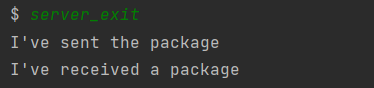 $ server_exit
I've sent the package
I've received a package